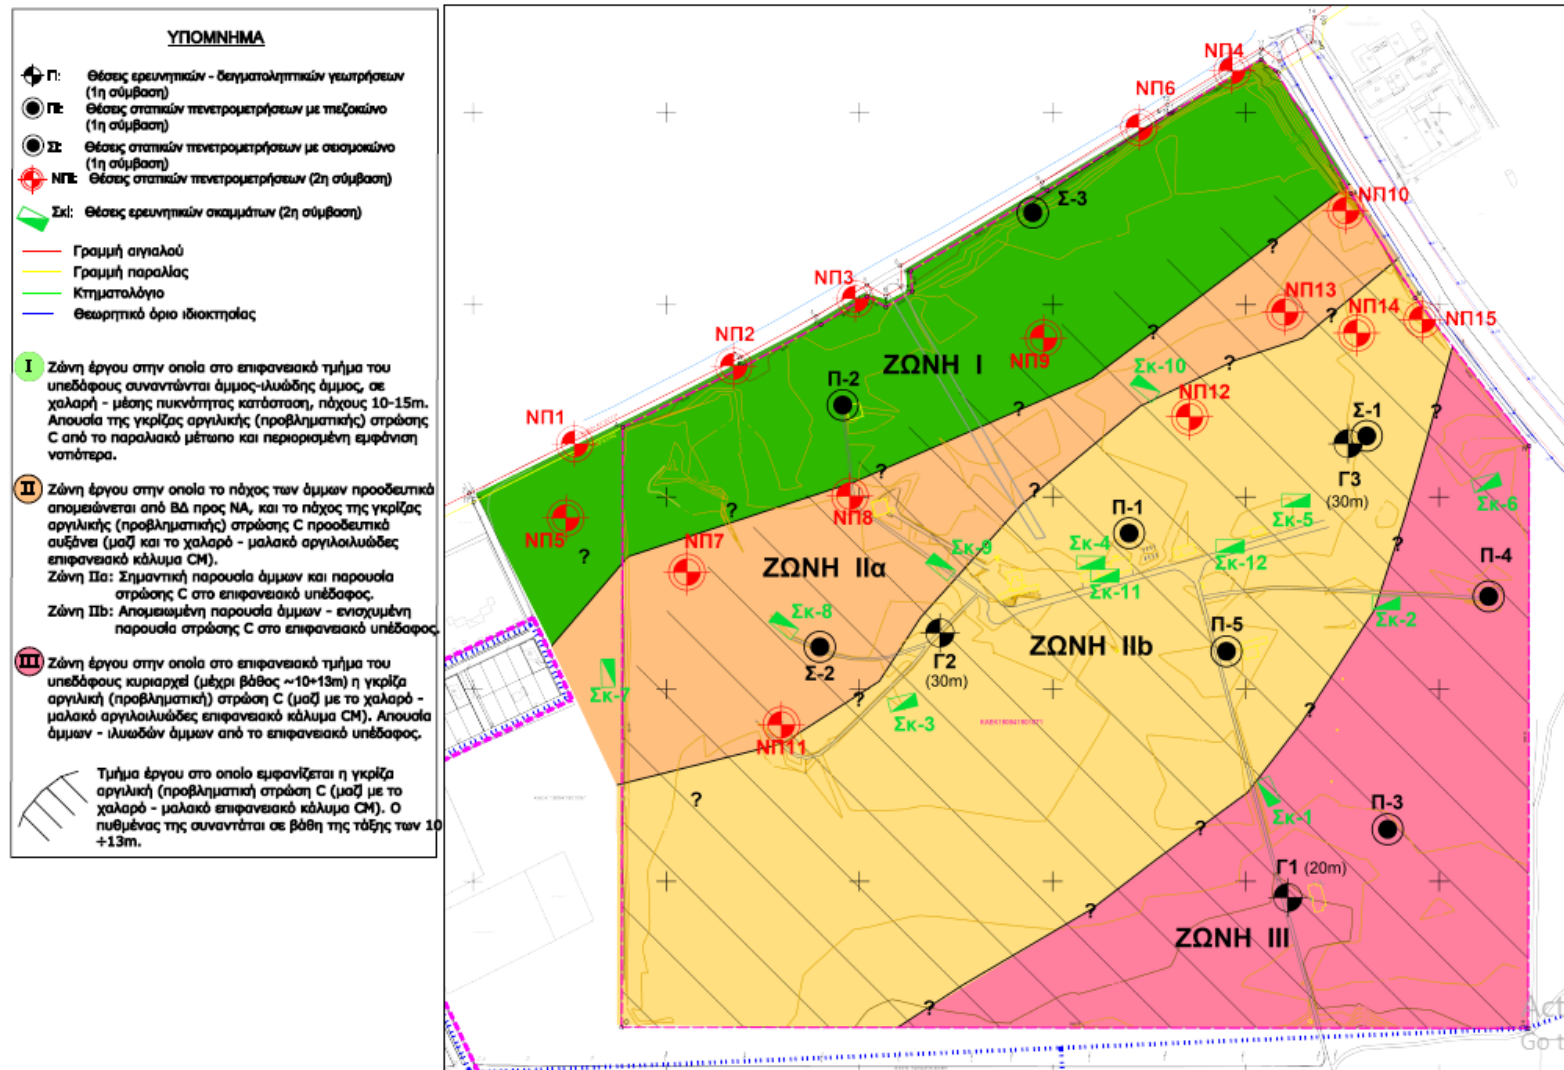 ΥΠΟΜΝΗΜΑ
Γι: Θέσεις ερευνητικών - δειγματοληπτικών γεωτρήσεων
(1η σύμβαση)
Πi: Θέσεις στατικών πενετρομετρήσεων με πιεζοκώνο
(1η σύμβαση)
Σi: Θέσεις στατικών πενετρομετρήσεων με σεισμοκώνο
(1η σύμβαση)
ΝΠi: Θέσεις στατικών πενετρομετρήσεων (2η σύμβαση)
Σκi: Θέσεις ερευνητικών σκαμμάτων (2η σύμβαση)
Γραμμή αιγιαλού
Γραμμή παραλίας
Κτηματολόγιο
Θεωρητικό όριο ιδιοκτησίας
I Ζώνη έργου στην οποία στο επιφανειακό τμήμα του
υπεδάφους συναντώνται άμμος-ιλυώδης άμμος, σε
χαλαρή - μέσης πυκνότητας κατάσταση, πάχους 10-15m.
Απουσία της γκρίζας αργιλικής (προβληματικής) στρώσης
C από το παραλιακό μέτωπο και περιορισμένη εμφάνιση
νοτιότερα.
II Ζώνη έργου στην οποία το πάχος των άμμων προοδευτικά
απομειώνεται από ΒΔ προς ΝΑ, και το πάχος της γκρίζας
αργιλικής (προβληματικής) στρώσης C προοδευτικά
αυξάνει (μαζί και το χαλαρό - μαλακό αργιλοιλυώδες
επιφανειακό κάλυμα CM).
Ζώνη ΙΙa: Σημαντική παρουσία άμμων και παρουσία
στρώσης C στο επιφανειακό υπέδαφος.
Ζώνη ΙΙb: Απομειωμένη παρουσία άμμων - ενισχυμένη
παρουσία στρώσης C στο επιφανειακό υπέδαφος.
III Ζώνη έργου στην οποία στο επιφανειακό τμήμα του
υπεδάφους κυριαρχεί (μέχρι βάθος ~10÷13m) η γκρίζα
αργιλική (προβληματική) στρώση C (μαζί με το χαλαρό -
μαλακό αργιλοιλυώδες επιφανειακό κάλυμα CM). Απουσία
άμμων - ιλυωδών άμμων από το επιφανειακό υπέδαφος.
Τμήμα έργου στο οποίο εμφανίζεται η γκρίζα
αργιλική (προβληματική στρώση C (μαζί με το
χαλαρό - μαλακό επιφανειακό κάλυμα CM). Ο
πυθμένας της συναντάται σε βάθη της τάξης των 10
÷13m.
ΝΠ4
ΝΠ6
ΝΠ10
Σ-3
ΝΠ3
ΝΠ13
ΝΠ14
ΝΠ15
ΝΠ2
ΝΠ9
ΖΩΝΗ I
Σκ-10
Π-2
ΝΠ12
ΝΠ1
Σ-1
Γ3
(30m)
Σκ-6
ΝΠ8
ΝΠ5
Π-1
Σκ-5
ΝΠ7
Σκ-9
Σκ-4
Σκ-12
Π-4
ΖΩΝΗ IIα
Σκ-11
Σκ-8
Σκ-2
Π-5
ΖΩΝΗ IIb
Γ2
(30m)
Σ-2
Σκ-7
Σκ-3
ΝΠ11
Σκ-1
Π-3
Γ1 (20m)
ΖΩΝΗ III
? ? ? ? ? ? ? ? ? ? ? ? ? ? ? ? ? ?
Act
Go t